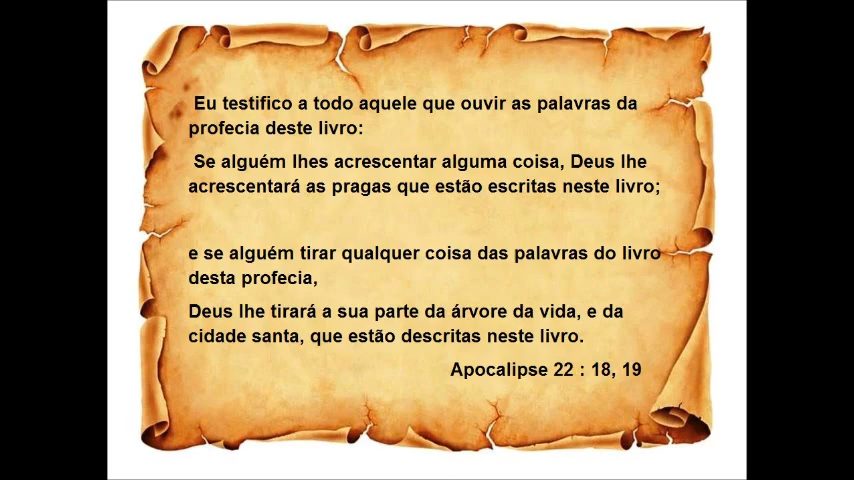 Eu testifico a todo aquele que ouvir as palavras da
profecia deste livro:
Se alguém lhes acrescentar alguma coisa, Deus lhe
acrescentará as pragas que estão escritas neste livro;
e se alguém tirar qualquer coisa das palavras do livro
desta profecia,
Deus lhe tirará a sua parte da árvore da vida, e da
cidade santa, que estão descritas neste livro.
Apocalipse 22 : 18, 19